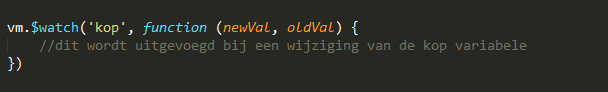 vm.$watch('kop', function (newVal, oldVal) {
    //dit wordt uitgevoegd bij een wijziging van de kop variabele
})